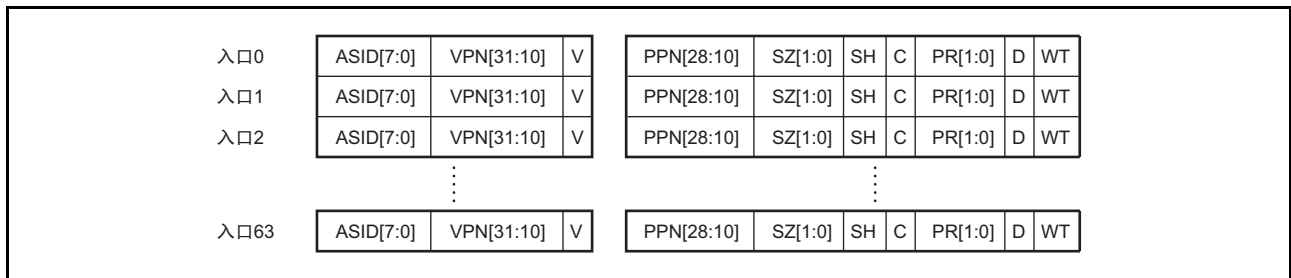 入口0 ASID[7:0] VPN[31:10] V PPN[28:10] SZ[1:0] SH C PR[1:0] D WT
入口1 ASID[7:0] VPN[31:10] V PPN[28:10] SZ[1:0] SH C PR[1:0] D WT
入口2 ASID[7:0] VPN[31:10] V PPN[28:10] SZ[1:0] SH C PR[1:0] D WT
入口63 ASID[7:0] VPN[31:10] V PPN[28:10] SZ[1:0] SH C PR[1:0] D WT